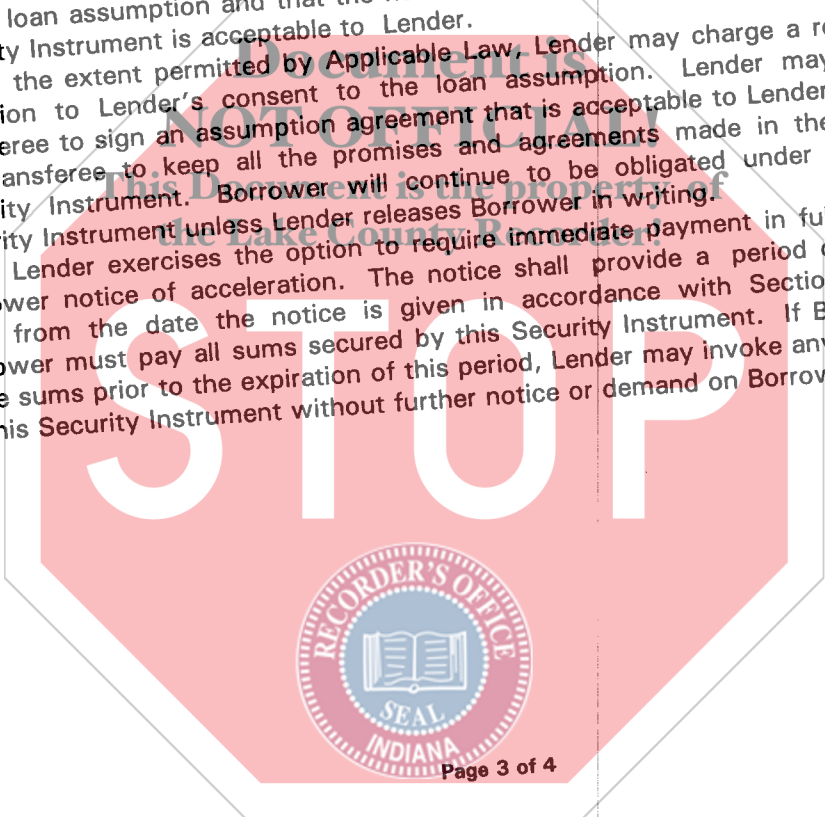 loan assumption and that the
ty Instrument is acceptable to Lender.
the extent permitted by Applicable Law, Lender may charge a
ion to Lender's consent to the loan assumption. Lender may
eree to sign an assumption agreement that is acceptable to Lender
ansferee to keep all the promises and agreements made in the
ity Instrument. Borrower will continue to be obligated under
rity Instrument unless Lender releases Borrower in writing.
Lender exercises the option to require immediate payment in
ower notice of acceleration. The notice shall provide a period
from the date the notice is given in accordance with Sectio
ower must pay all sums secured by this Security Instrument. If B
e sums prior to the expiration of this period, Lender may invoke any
his Security Instrument without further notice or demand on Borrow
Document is
NOT OFFICIAL!
This Document is the property of
the Lake County Recorder!
STOP
RECORDER'S OFFICE
SEAL
INDIANA
Page 3 of 4